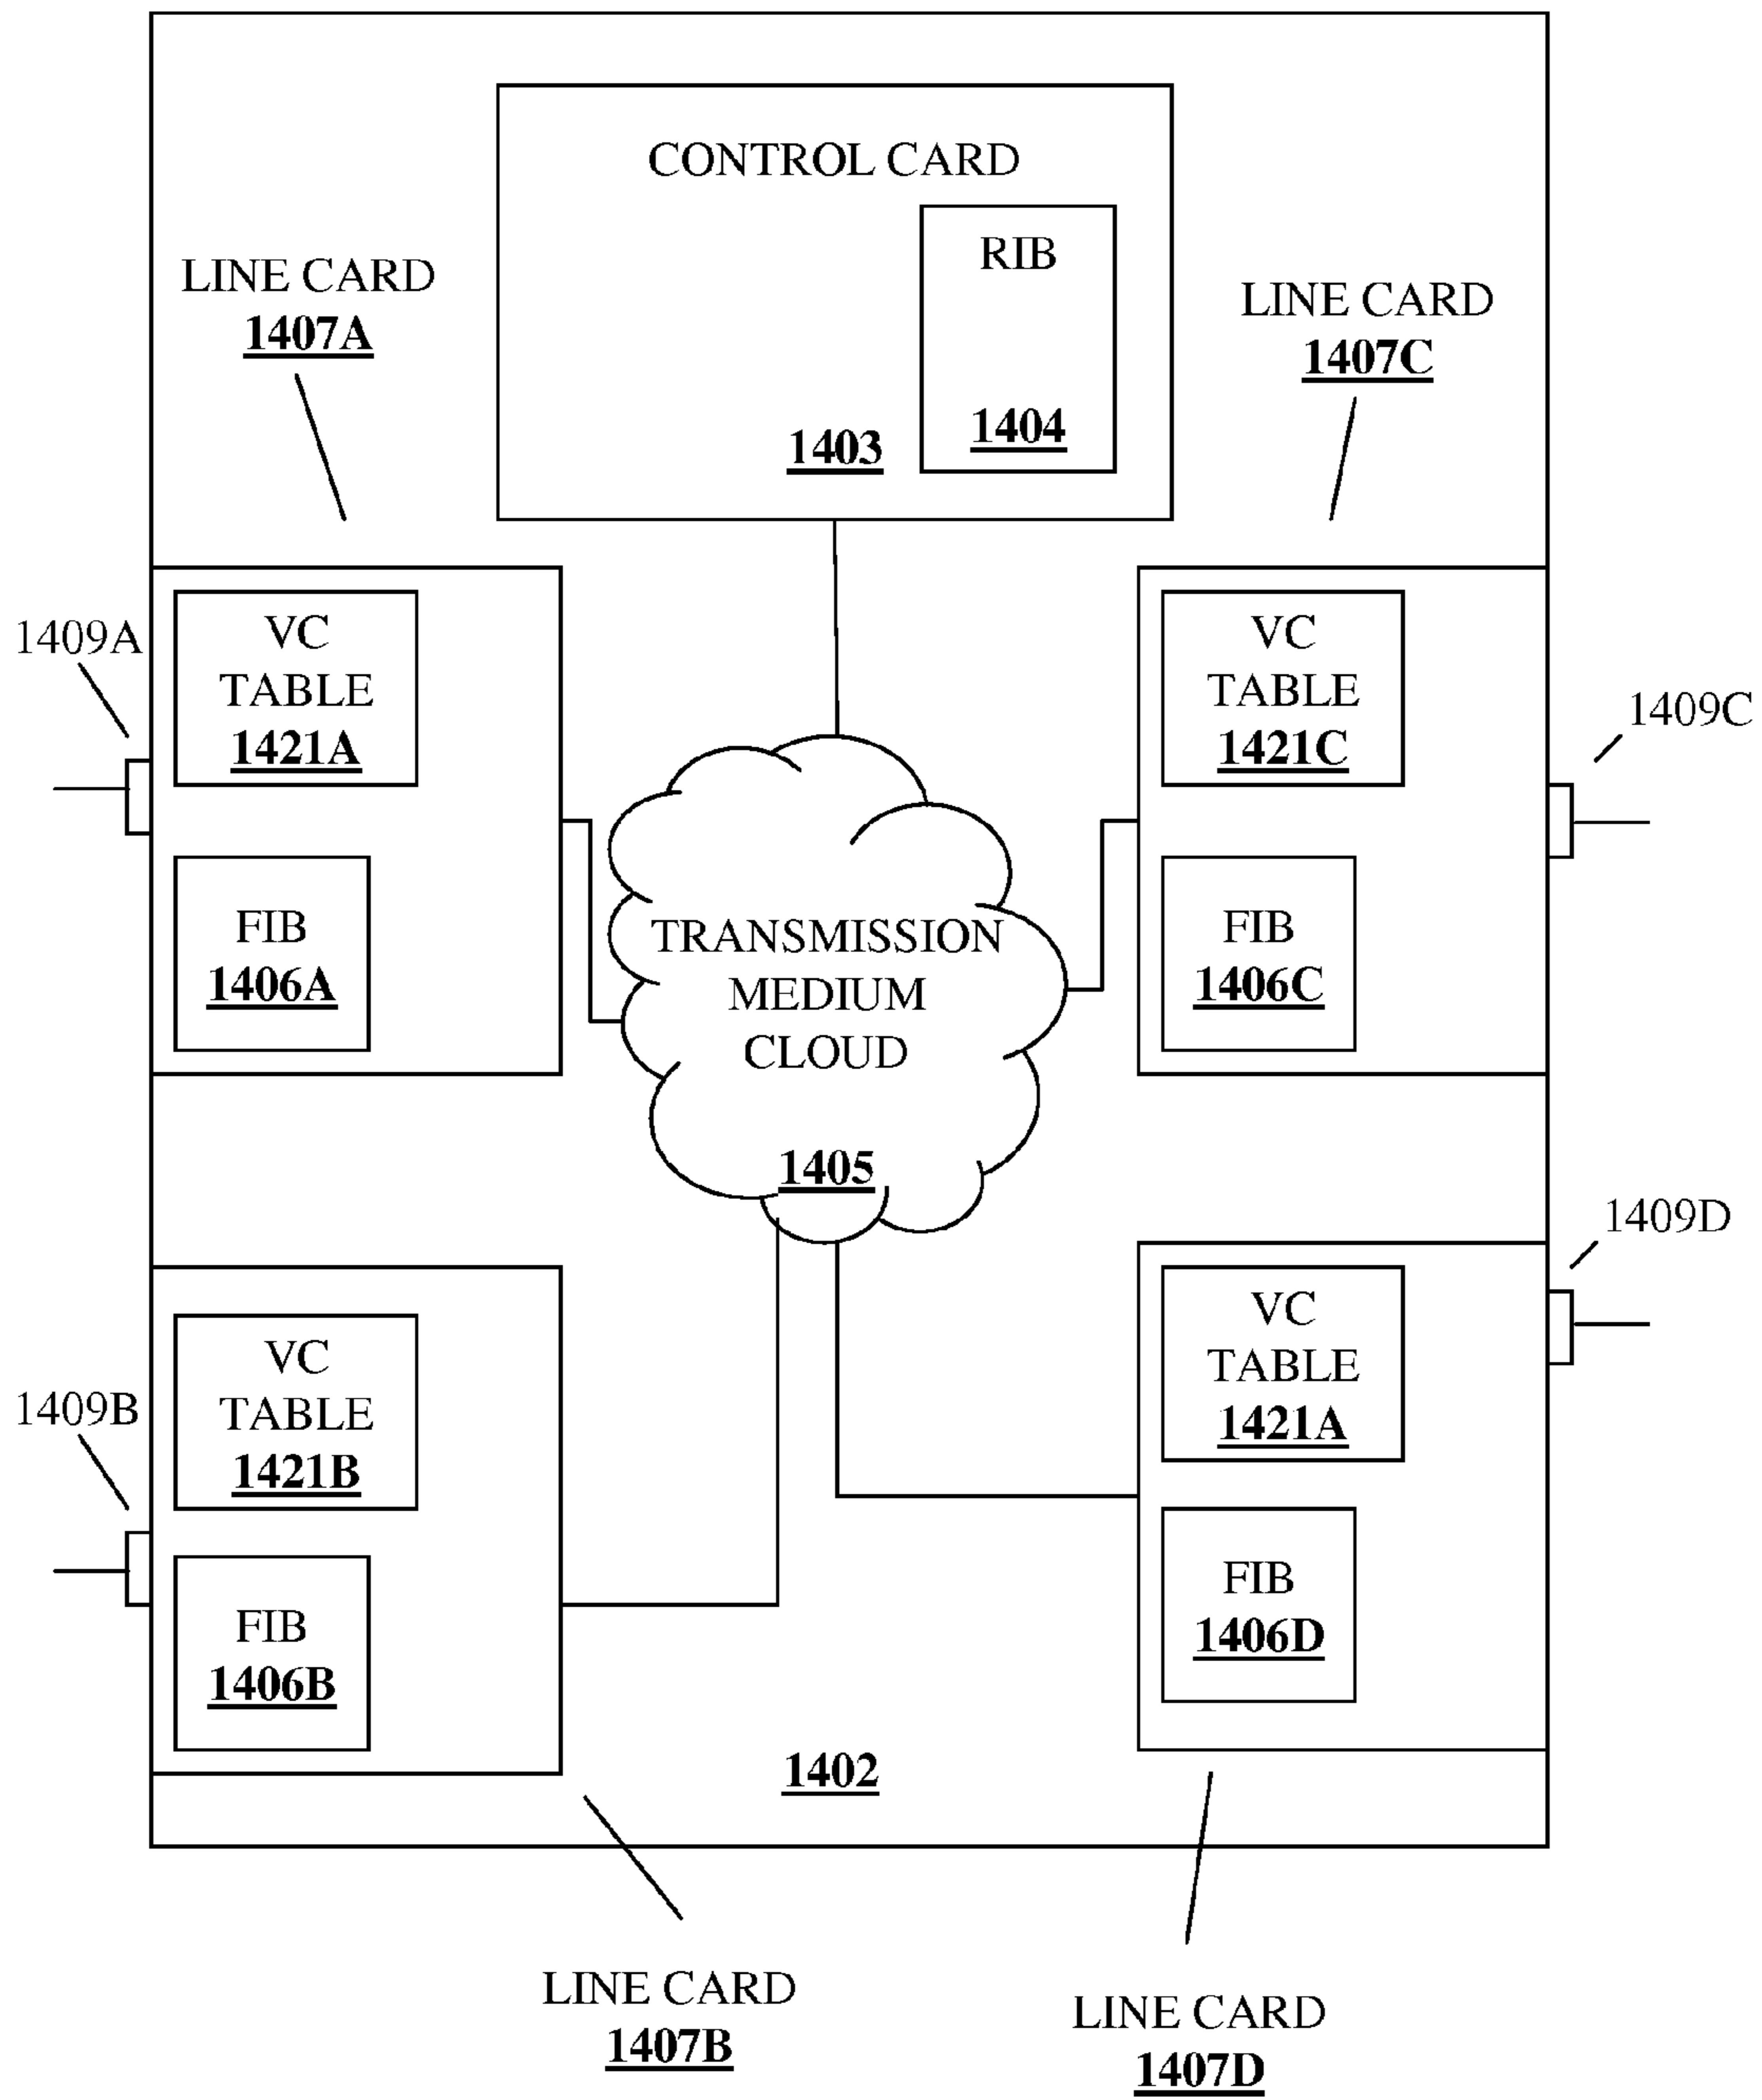 CONTROL CARD
RIB
1404
1403
LINE CARD
1407A
LINE CARD
1407C
1409A
VC
TABLE
1421A
FIB
1406A
VC
TABLE
1421C
FIB
1406C
1409C
TRANSMISSION
MEDIUM
CLOUD
1405
1409B
VC
TABLE
1421B
FIB
1406B
1409D
VC
TABLE
1421A
FIB
1406D
1402
LINE CARD
1407B
LINE CARD
1407D